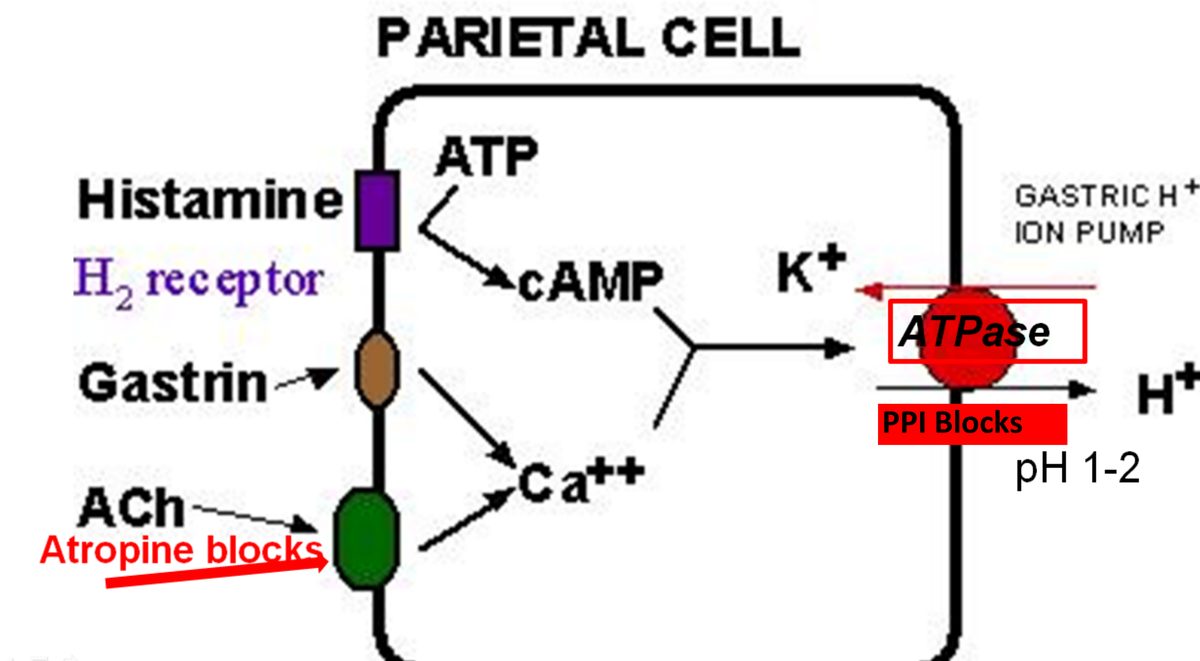 PARIETAL CELL
ATP
Histamine
H₂ receptor
cAMP
K⁺
GASTRIC H⁺
ION PUMP
ATPase
Gastrin
H⁺
PPI Blocks
pH 1-2
Ca⁺⁺
ACh
Atropine blocks